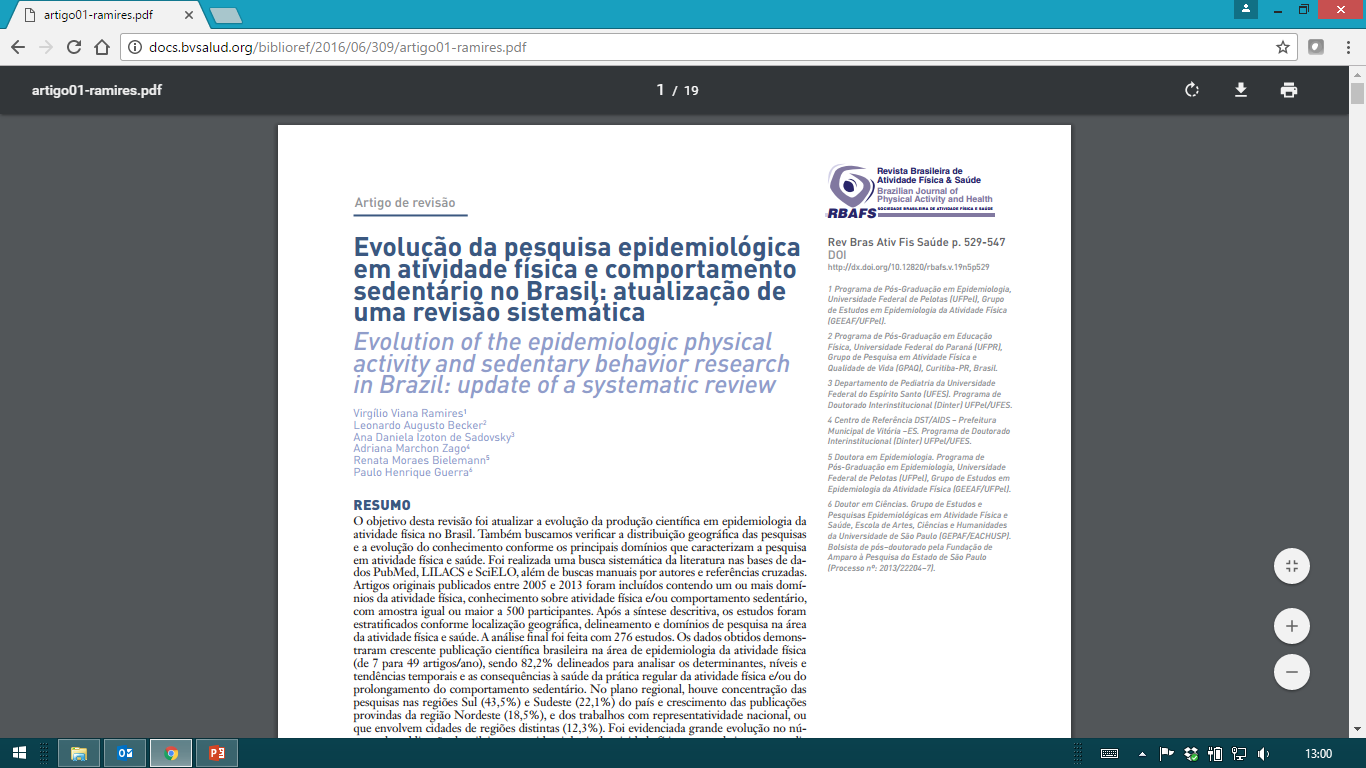 artigo01-ramires.pdf
docs.bvsalud.org/biblioref/2016/06/309/artigo01-ramires.pdf
artigo01-ramires.pdf
1 / 19
Artigo de revisão
Evolução da pesquisa epidemiológica
em atividade física e comportamento
sedentário no Brasil: atualização de
uma revisão sistemática
Evolution of the epidemiologic physical
activity and sedentary behavior research
in Brazil: update of a systematic review
Virgílio Viana Ramires¹
Leonardo Augusto Becker²
Ana Daniela Izoton de Sadovsky³
Adriana Marchon Zago⁴
Renata Moraes Bielemann⁵
Paulo Henrique Guerra⁶
RESUMO
O objetivo desta revisão foi atualizar a evolução da produção científica em epidemiologia da
atividade física no Brasil. Também buscamos verificar a distribuição geográfica das pesquisas
e a evolução do conhecimento conforme os principais domínios que caracterizam a pesquisa
em atividade física e saúde. Foi realizada uma busca sistemática da literatura nas bases de da-
dos PubMed, LILACS e SciELO, além de buscas manuais por autores e referências cruzadas.
Artigos originais publicados entre 2005 e 2013 foram incluídos contendo um ou mais domí-
nios da atividade física, conhecimento sobre atividade física e/ou comportamento sedentário,
com amostra igual ou maior a 500 participantes. Após a síntese descritiva, os estudos foram
estratificados conforme localização geográfica, delineamento e domínios de pesquisa na área
da atividade física e saúde. A análise final foi feita com 276 estudos. Os dados obtidos demons-
traram crescente publicação científica brasileira na área de epidemiologia da atividade física
(de 7 para 49 artigos/ano), sendo 82,2% delineados para analisar os determinantes, níveis e
tendências temporais e as consequências à saúde da prática regular da atividade física e/ou do
prolongamento do comportamento sedentário. No plano regional, houve concentração das
pesquisas nas regiões Sul (43,5%) e Sudeste (22,1%) do país e crescimento das publicações
provindas da região Nordeste (18,5%), e dos trabalhos com representatividade nacional, ou
que envolvem cidades de regiões distintas (12,3%). Foi evidenciada grande evolução no nú-
Revista Brasileira de
Atividade Física & Saúde
Brazilian Journal of
Physical Activity and Health
RBAFS SOCIEDADE BRASILEIRA DE ATIVIDADE FÍSICA E SAÚDE
Rev Bras Ativ Fis Saúde p. 529-547
DOI
http://dx.doi.org/10.12820/rbafs.v.19n5p529
1 Programa de Pós-Graduação em Epidemiologia,
Universidade Federal de Pelotas (UFPel), Grupo
de Estudos em Epidemiologia da Atividade Física
(GEEAF/UFPel).
2 Programa de Pós-Graduação em Educação
Física, Universidade Federal do Paraná (UFPR),
Grupo de Pesquisa em Atividade Física e
Qualidade de Vida (GPAQ), Curitiba-PR, Brasil.
3 Departamento de Pediatria da Universidade
Federal do Espírito Santo (UFES). Programa de
Doutorado Interinstitucional (Dinter) UFPel/UFES.
4 Centro de Referência DST/AIDS – Prefeitura
Municipal de Vitória –ES. Programa de Doutorado
Interinstitucional (Dinter) UFPel/UFES.
5 Doutora em Epidemiologia. Programa de
Pós-Graduação em Epidemiologia, Universidade
Federal de Pelotas (UFPel), Grupo de Estudos em
Epidemiologia da Atividade Física (GEEAF/UFPel).
6 Doutor em Ciências. Grupo de Estudos e
Pesquisas Epidemiológicas em Atividade Física e
Saúde, Escola de Artes, Ciências e Humanidades
da Universidade de São Paulo (GEPAF/EACHUSP).
Bolsista de pós-doutorado pela Fundação de
Amparo à Pesquisa do Estado de São Paulo
(Processo nº: 2013/22204-7).
13:00